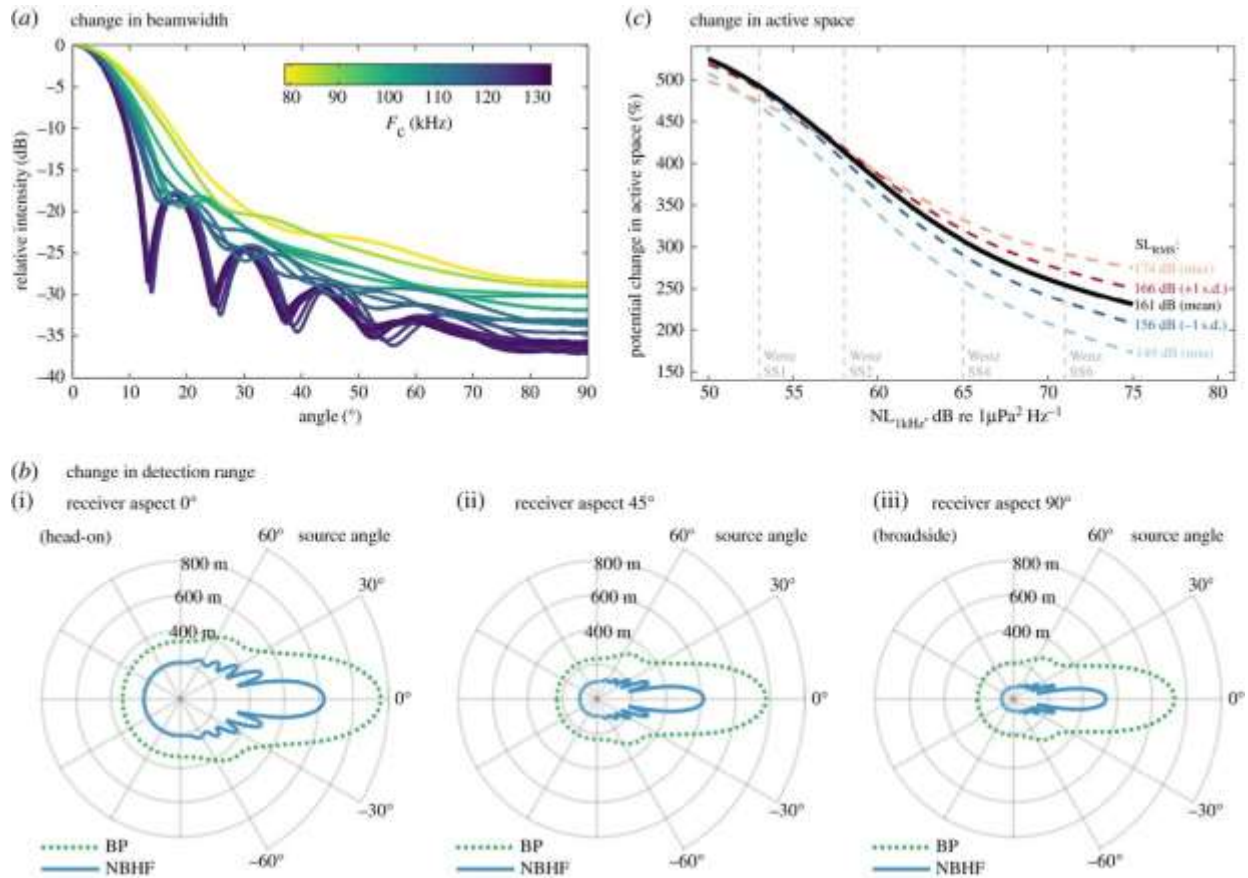 (a) change in beamwidth
0
−5
−10
−15
−20
−25
−30
−35
−40
relative intensity (dB)
80 90 100 110 120 130
Fc (kHz)
0 10 20 30 40 50 60 70 80 90
angle (°)
(c) change in active space
500
450
400
350
300
250
200
150
potential change in active space (%)
SLRMS:
174 dB (max)
166 dB (+1 s.d.)
161 dB (mean)
156 dB (−1 s.d.)
149 dB (min)
Wenz Wenz Wenz Wenz
SS1 SS2 SS4 SS6
50 55 60 65 70 75 80
NL1kHz, dB re 1μPa² Hz⁻¹
(b) change in detection range
(i) receiver aspect 0°
(head-on)
60° source angle
30°
800 m
600 m
400 m
0°
−30°
−60°
BP
NBHF
(ii) receiver aspect 45°
60° source angle
30°
800 m
600 m
400 m
0°
−30°
−60°
BP
NBHF
(iii) receiver aspect 90°
(broadside)
60° source angle
30°
800 m
600 m
400 m
0°
−30°
−60°
BP
NBHF